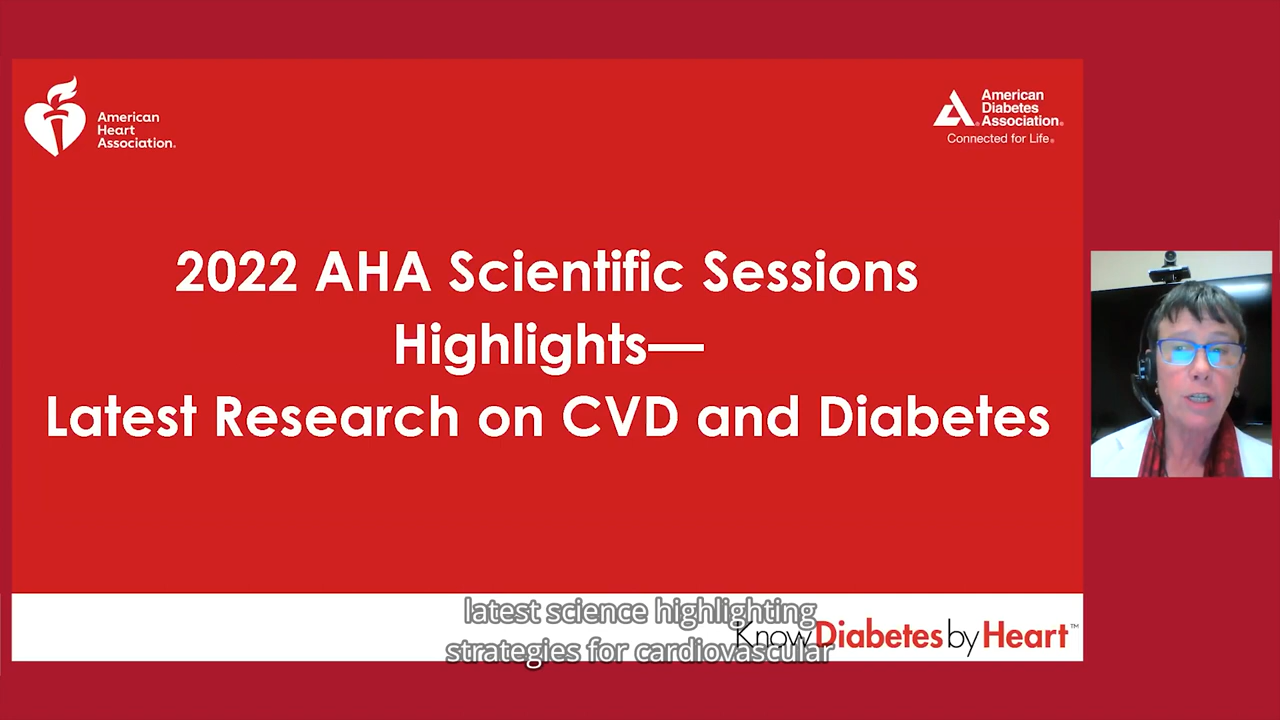 American
Heart
Association.
American
Diabetes
Association®
Connected for Life®
2022 AHA Scientific Sessions
Highlights—
Latest Research on CVD and Diabetes
latest science highlighting
strategies for cardiovascular
Know Diabetes by Heart™